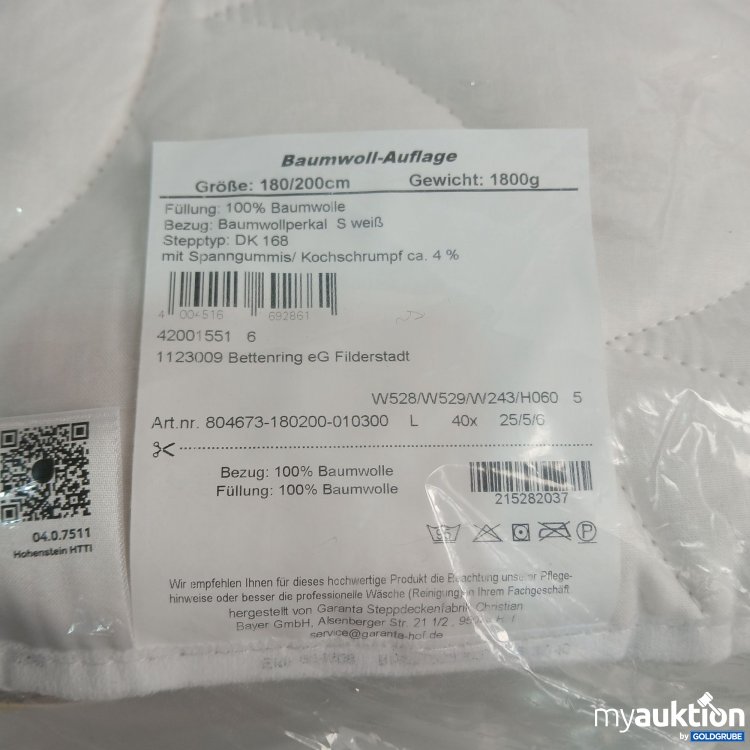 Baumwoll-Auflage
Größe: 180/200cm Gewicht: 1800g
Füllung: 100% Baumwolle
Bezug: Baumwollperkal S weiß
Stepptyp: DK 168
mit Spanngummis/ Kochschrumpf ca. 4 %
4 004516 692861
42001551 6
1123009 Bettenring eG Filderstadt
W528/W529/W243/H060 5
Art.nr. 804673-180200-010300 L 40x 25/5/6
Bezug: 100% Baumwolle
Füllung: 100% Baumwolle
215282037
95
P
04.0.7511
Hohenstein HTTI
Wir empfehlen Ihnen für dieses hochwertige Produkt die Beachtung unserer Pflege-
hinweise oder besser die professionelle Wäsche (Reinigung) in Ihrem Fachgeschäft.
hergestellt von Garanta Steppdeckenfabrik Christian
Bayer GmbH, Alsenberger Str. 21 1/2
service@garanta-hof.de
myauktion
by GOLDGRUBE